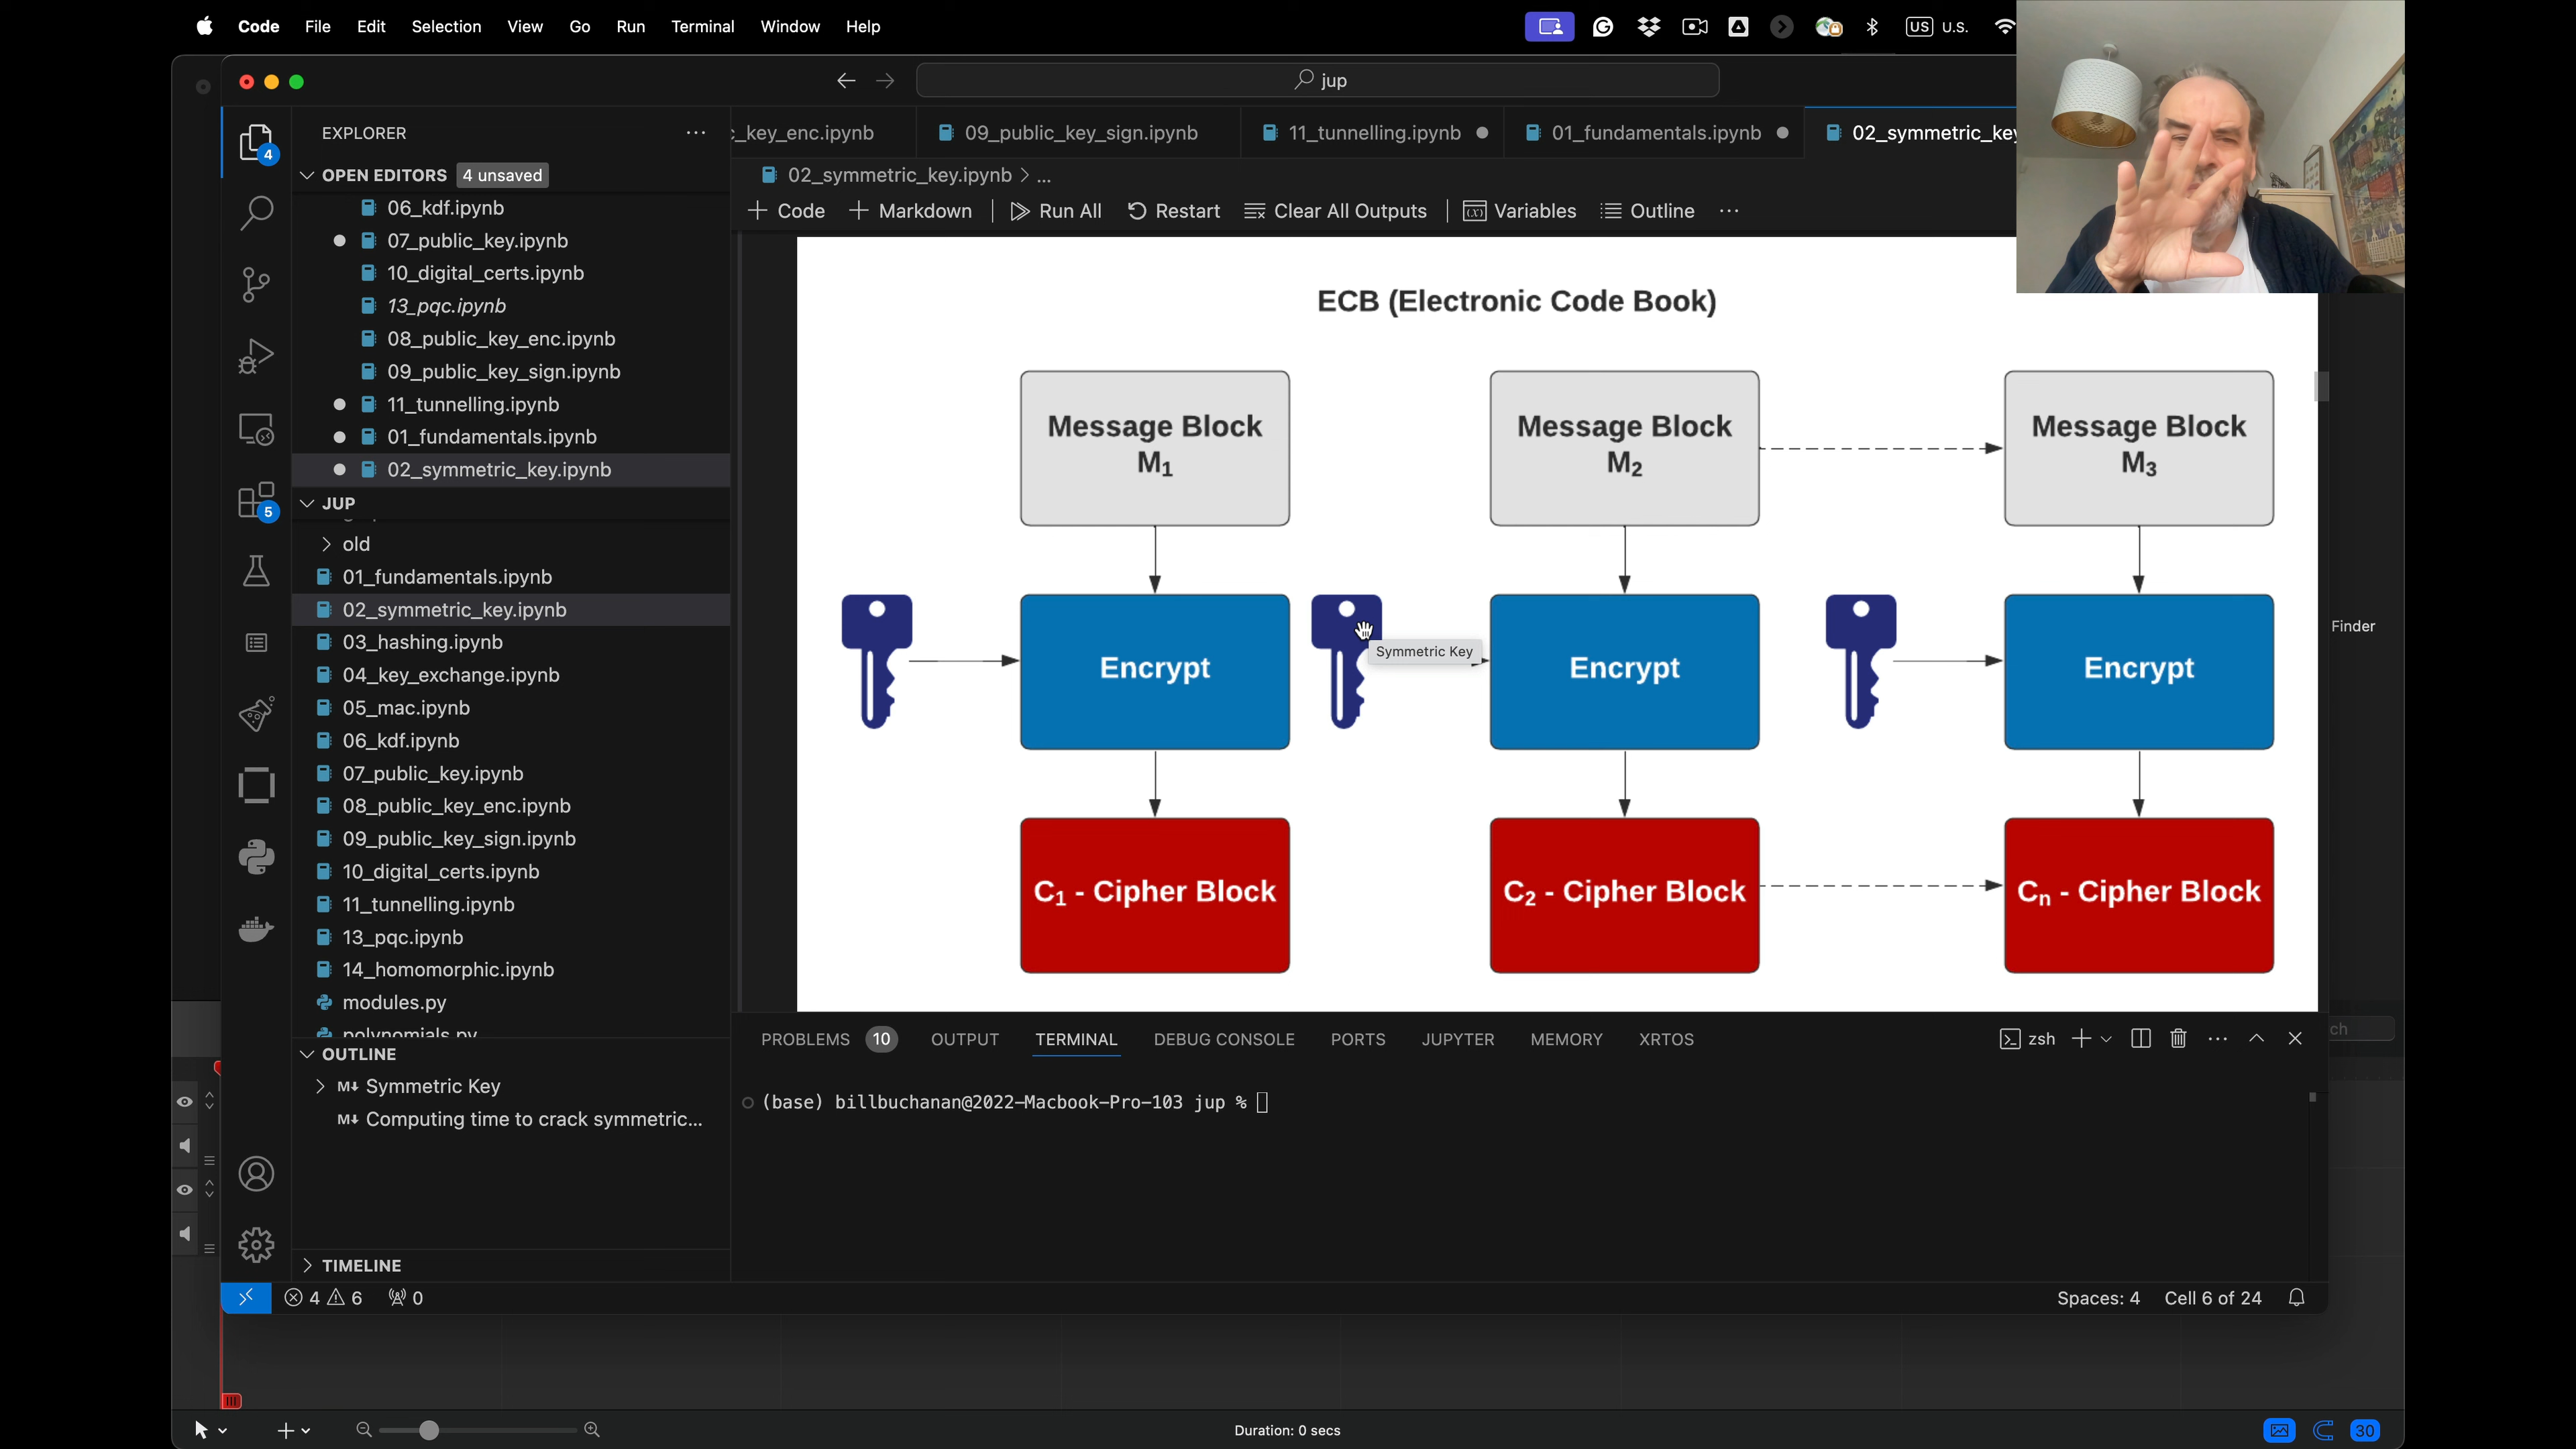 Code File Edit Selection View Go Run Terminal Window Help
US U.S.
jup
EXPLORER
c_key_enc.ipynb 09_public_key_sign.ipynb 11_tunnelling.ipynb 01_fundamentals.ipynb 02_symmetric_key
4
OPEN EDITORS 4 unsaved
02_symmetric_key.ipynb > ...
06_kdf.ipynb
Code Markdown Run All Restart Clear All Outputs Variables Outline ...
07_public_key.ipynb
10_digital_certs.ipynb
13_pqc.ipynb
08_public_key_enc.ipynb
09_public_key_sign.ipynb
11_tunnelling.ipynb
01_fundamentals.ipynb
02_symmetric_key.ipynb
JUP
5
old
01_fundamentals.ipynb
02_symmetric_key.ipynb
03_hashing.ipynb
04_key_exchange.ipynb
05_mac.ipynb
06_kdf.ipynb
07_public_key.ipynb
08_public_key_enc.ipynb
09_public_key_sign.ipynb
10_digital_certs.ipynb
11_tunnelling.ipynb
13_pqc.ipynb
14_homomorphic.ipynb
modules.py
polynomials.py
OUTLINE
M↓ Symmetric Key
M↓ Computing time to crack symmetric...
TIMELINE
ECB (Electronic Code Book)
Message Block M1
Message Block M2
Message Block M3
Encrypt
Symmetric Key
Encrypt
Encrypt
C1 - Cipher Block
C2 - Cipher Block
Cn - Cipher Block
Finder
PROBLEMS 10 OUTPUT TERMINAL DEBUG CONSOLE PORTS JUPYTER MEMORY XRTOS
zsh
ch
(base) billbuchanan@2022-Macbook-Pro-103 jup %
4 6 0
Spaces: 4 Cell 6 of 24
Duration: 0 secs
30